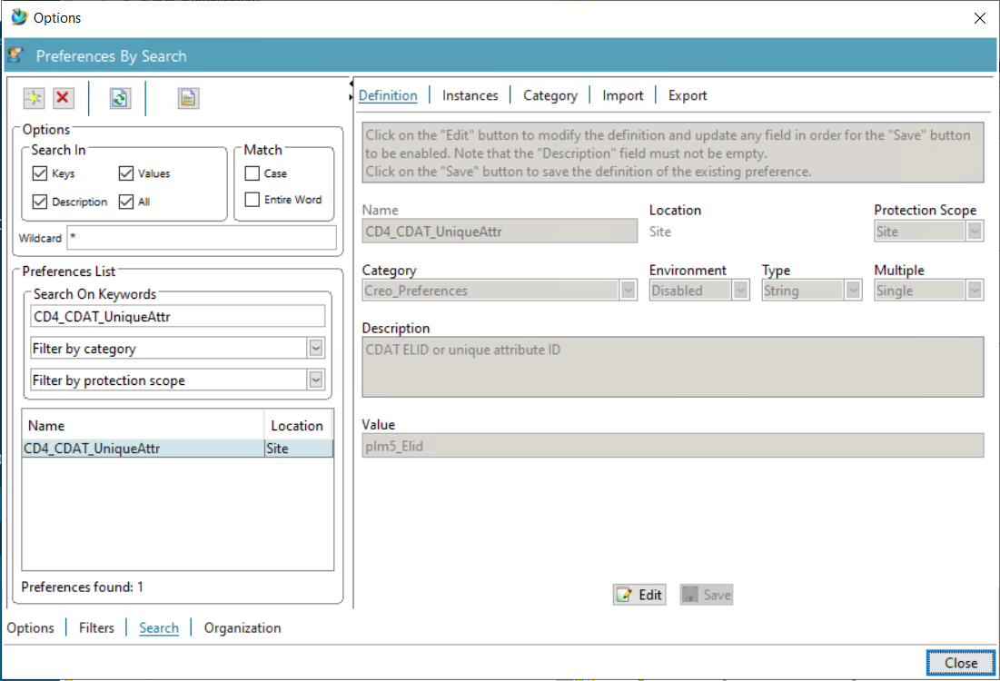 Options
Preferences By Search
Options
Search In
Keys
Values
Description
All
Match
Case
Entire Word
Wildcard *
Preferences List
Search On Keywords
CD4_CDAT_UniqueAttr
Filter by category
Filter by protection scope
Name Location
CD4_CDAT_UniqueAttr Site
Preferences found: 1
Definition Instances Category Import Export
Click on the "Edit" button to modify the definition and update any field in order for the "Save" button
to be enabled. Note that the "Description" field must not be empty.
Click on the "Save" button to save the definition of the existing preference.
Name Location Protection Scope
CD4_CDAT_UniqueAttr Site Site
Category Environment Type Multiple
Creo_Preferences Disabled String Single
Description
CDAT ELID or unique attribute ID
Value
plm5_Elid
Edit Save
Options Filters Search Organization
Close